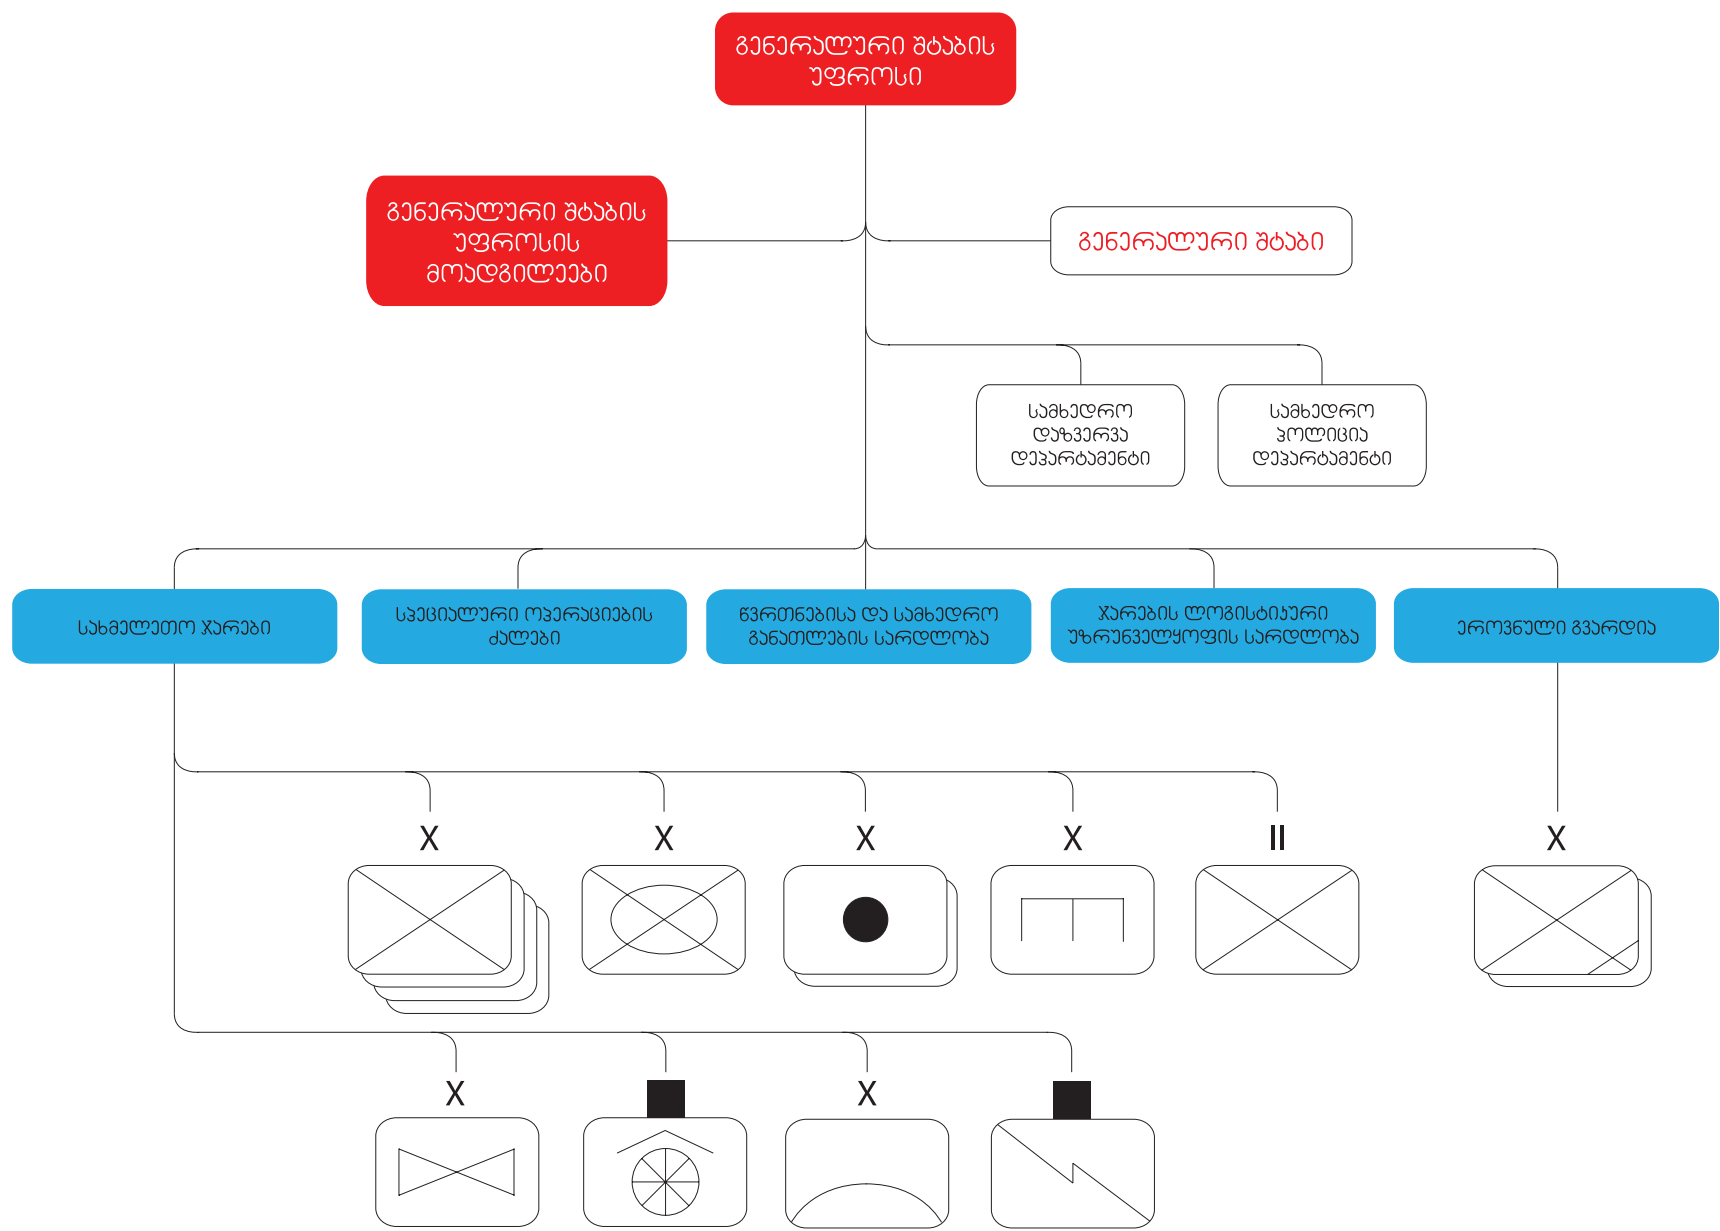 გენერალური შტაბის
უფროსი
გენერალური შტაბის
უფროსის
მოადგილეები
გენერალური შტაბი
სამხედრო
დაზვერვა
დეპარტამენტი
სამხედრო
პოლიცია
დეპარტამენტი
სახმელეთო ჯარები
სპეციალური ოპერაციების
ძალები
წვრთნებისა და სამხედრო
განათლების სარდლობა
ჯარების ლოგისტიკური
უზრუნველყოფის სარდლობა
ეროვნული გვარდია
X X X X II X
X X